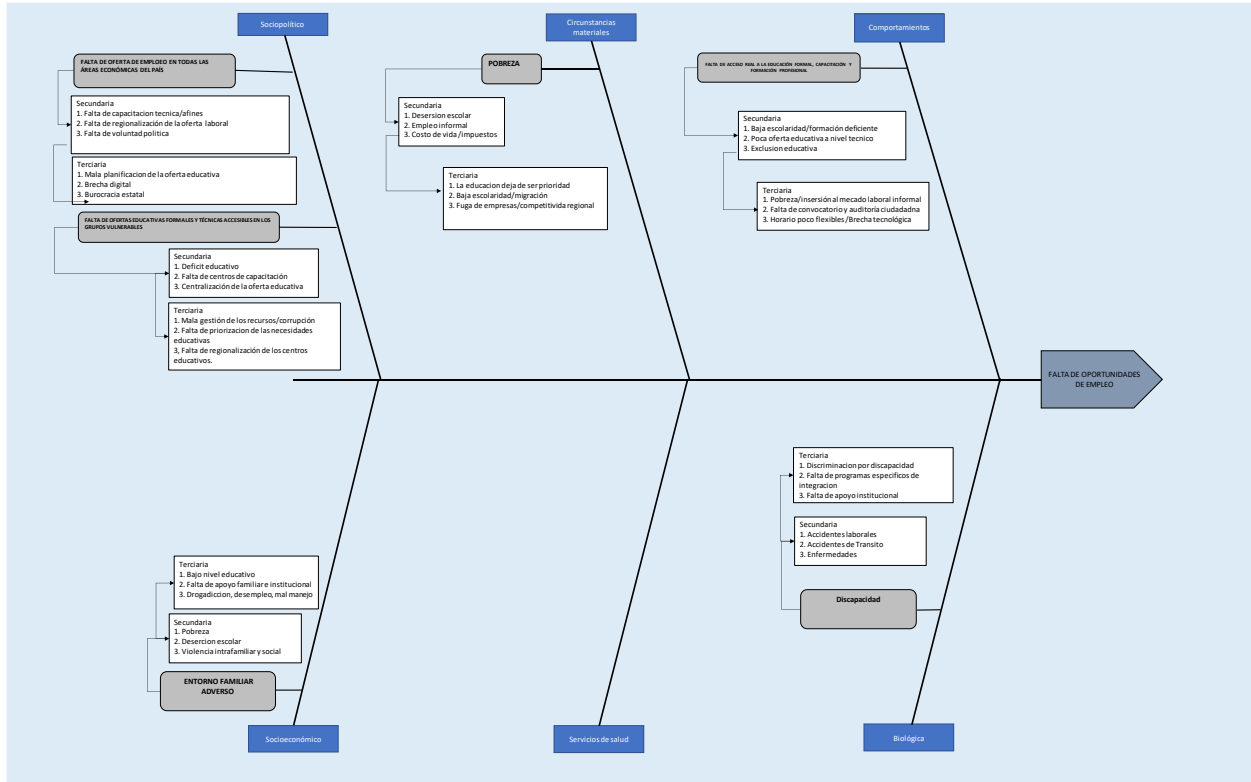 Sociopolítico
Circunstancias
materiales
Comportamientos
FALTA DE OFERTA DE EMPLOEO EN TODAS LAS
ÁREAS ECONÓMICAS DEL PAÍS
Secundaria
1. Falta de capacitacion tecnica/afines
2. Falta de regionalización de la oferta laboral
3. Falta de voluntad politica
Terciaria
1. Mala planificacion de la oferta educativa
2. Brecha digital
3. Burocracia estatal
FALTA DE OFERTAS EDUCATIVAS FORMALES Y TÉCNICAS ACCESIBLES EN LOS
GRUPOS VULNERABLES
Secundaria
1. Deficit educativo
2. Falta de centros de capacitación
3. Centralización de la oferta educativa
Terciaria
1. Mala gestión de los recursos/corrupción
2. Falta de priorizacion de las necesidades
educativas
3, Falta de regionalización de los centros
educativos.
POBREZA
Secundaria
1. Desersion escolar
2. Empleo informal
3. Costo de vida /impuestos
Terciaria
1. La educacion deja de ser prioridad
2. Baja escolaridad/migración
3. Fuga de empresas/competitivida regional
FALTA DE ACCESO REAL A LA EDUCACIÓN FORMAL, CAPACITACIÓN Y
FORMACIÓN PROFESIONAL
Secundaria
1. Baja escolaridad/formación deficiente
2. Poca oferta educativa a nivel tecnico
3. Exclusion educativa
Terciaria
1. Pobreza/insersión al mecado laboral informal
2. Falta de convocatorio y auditoría ciudadadna
3. Horario poco flexibles /Brecha tecnológica
FALTA DE OPORTUNIDADES
DE EMPLEO
Terciaria
1. Bajo nivel educativo
2. Falta de apoyo familiar e institucional
3. Drogadiccion, desempleo, mal manejo
Secundaria
1. Pobreza
2. Desercion escolar
3. Violencia intrafamiliar y social
ENTORNO FAMILIAR
ADVERSO
Terciaria
1. Discriminacion por discapacidad
2. Falta de programas especificos de
integracion
3. Falta de apoyo institucional
Secundaria
1. Accidentes laborales
2. Accidentes de Transito
3. Enfermedades
Discapacidad
Socioeconómico
Servicios de salud
Biológica